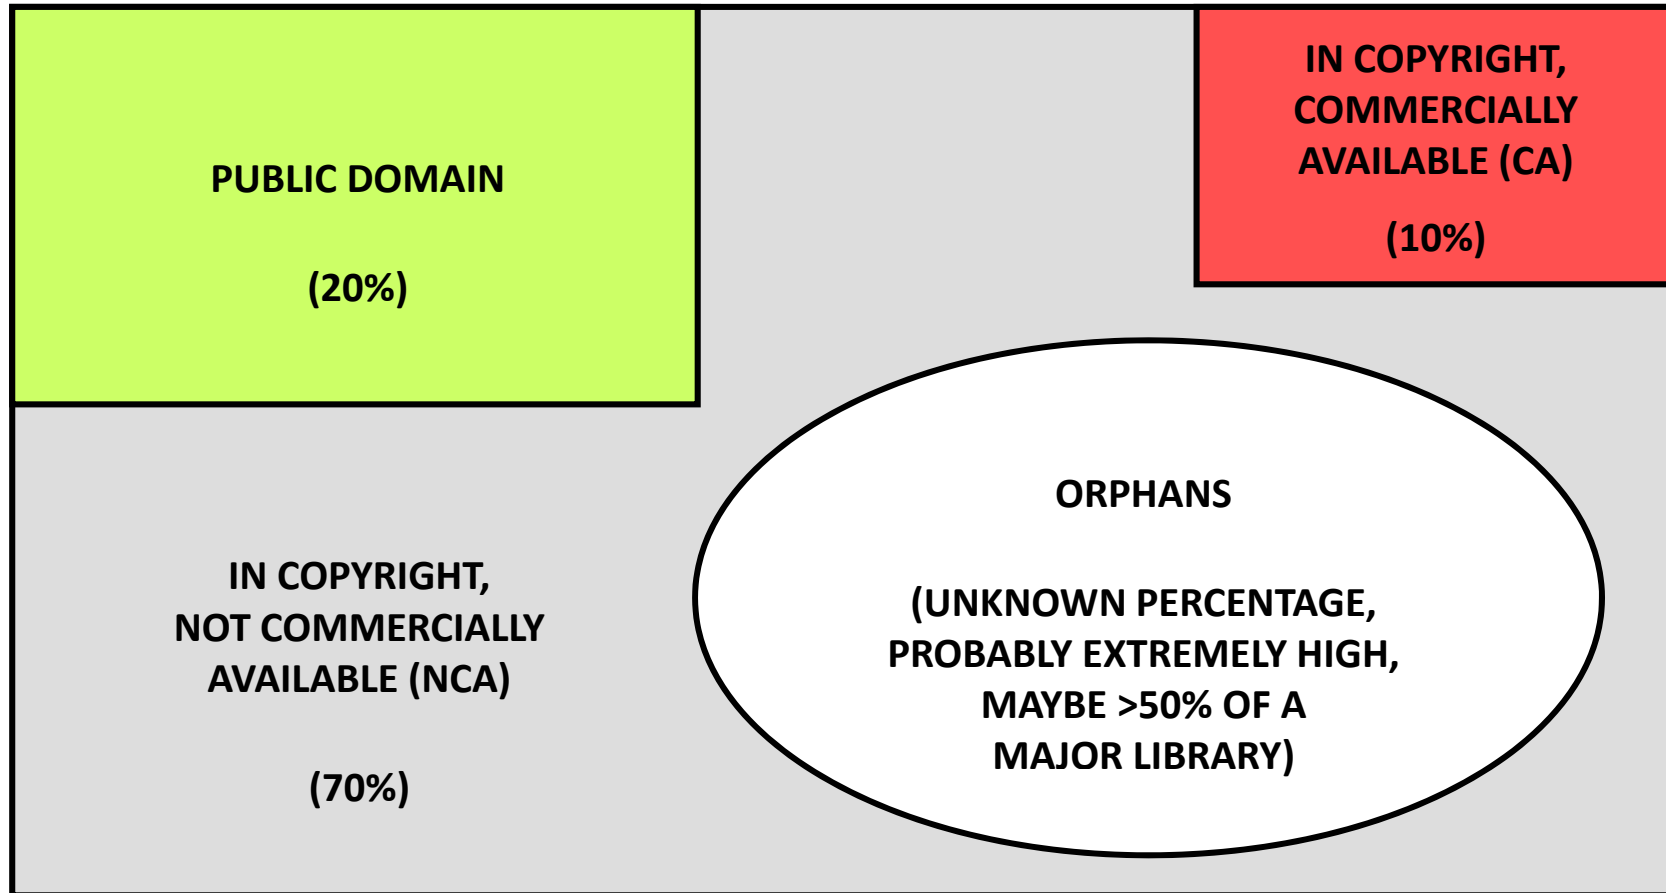 PUBLIC DOMAIN
(20%)
IN COPYRIGHT,
COMMERCIALLY
AVAILABLE (CA)
(10%)
IN COPYRIGHT,
NOT COMMERCIALLY
AVAILABLE (NCA)
(70%)
ORPHANS
(UNKNOWN PERCENTAGE,
PROBABLY EXTREMELY HIGH,
MAYBE >50% OF A
MAJOR LIBRARY)